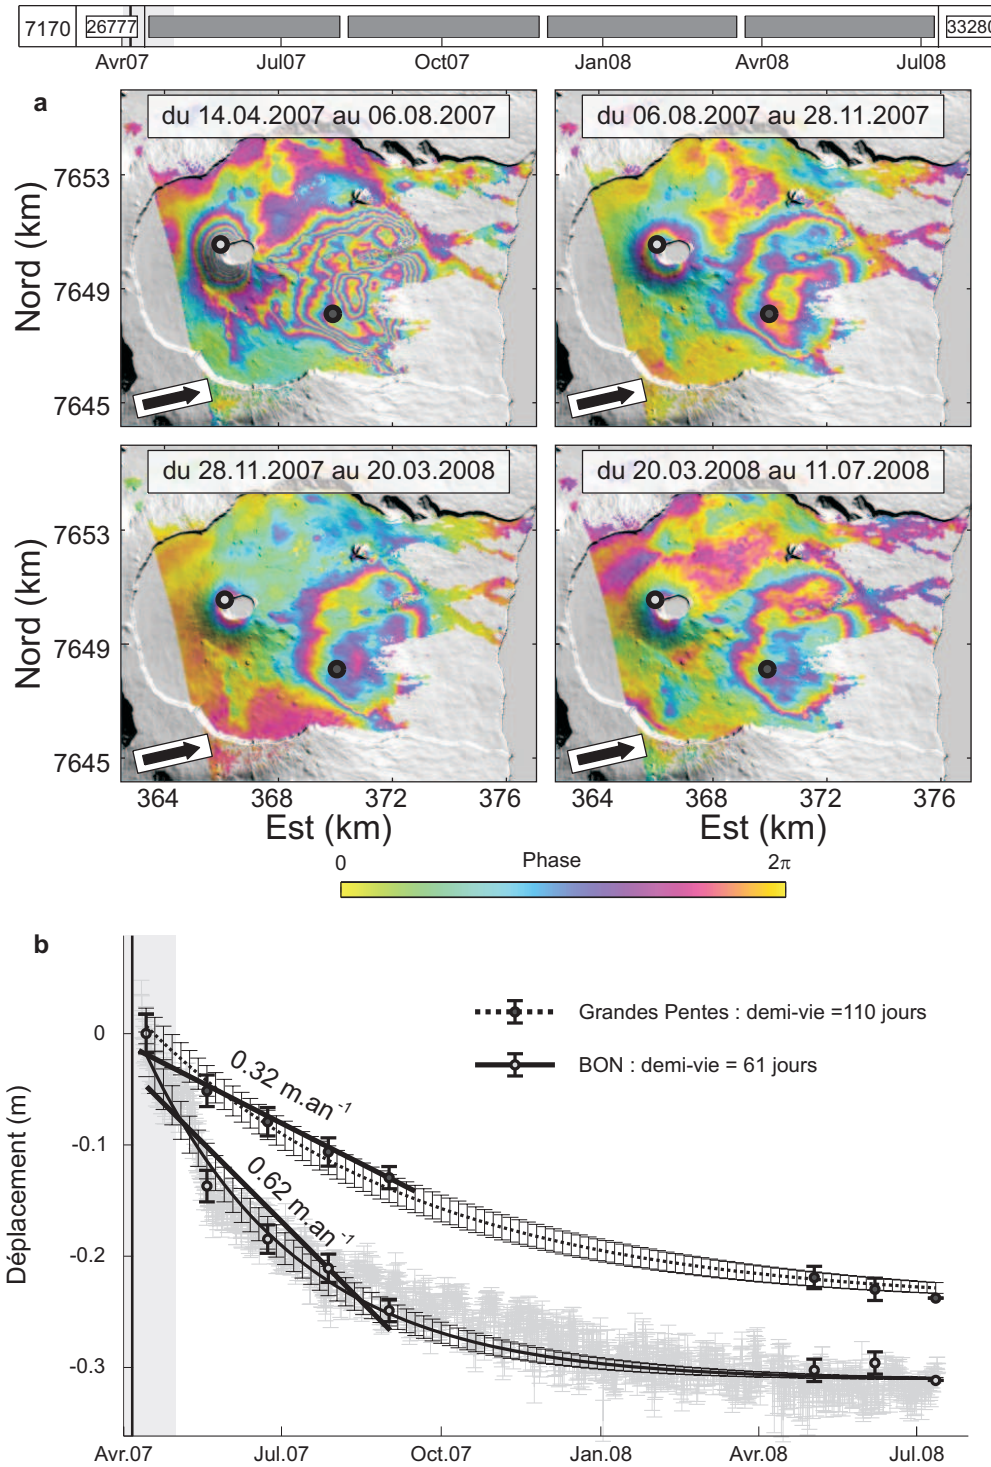 7170 26777 33280
Avr07 Jul07 Oct07 Jan08 Avr08 Jul08
a
du 14.04.2007 au 06.08.2007
du 06.08.2007 au 28.11.2007
7653
7649
7645
Nord (km)
du 28.11.2007 au 20.03.2008
du 20.03.2008 au 11.07.2008
7653
7649
7645
Nord (km)
364 368 372 376
364 368 372 376
Est (km)
Est (km)
0 Phase 2π
b
Grandes Pentes : demi-vie =110 jours
BON : demi-vie = 61 jours
0.32 m.an⁻¹
0.62 m.an⁻¹
0
-0.1
-0.2
-0.3
Déplacement (m)
Avr.07 Jul.07 Oct.07 Jan.08 Avr.08 Jul.08